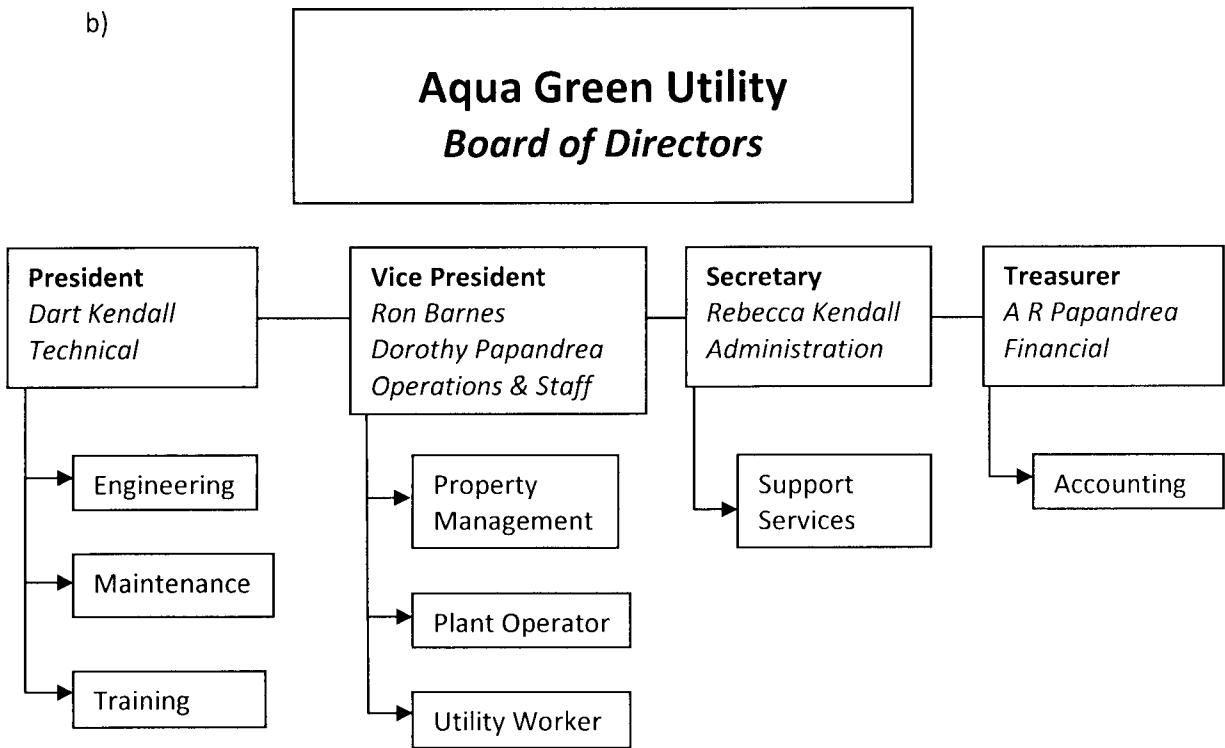 b)
Aqua Green Utility
Board of Directors
President
Dart Kendall
Technical
Vice President
Ron Barnes
Dorothy Papandrea
Operations & Staff
Secretary
Rebecca Kendall
Administration
Treasurer
A R Papandrea
Financial
Engineering
Maintenance
Training
Property
Management
Plant Operator
Utility Worker
Support
Services
Accounting